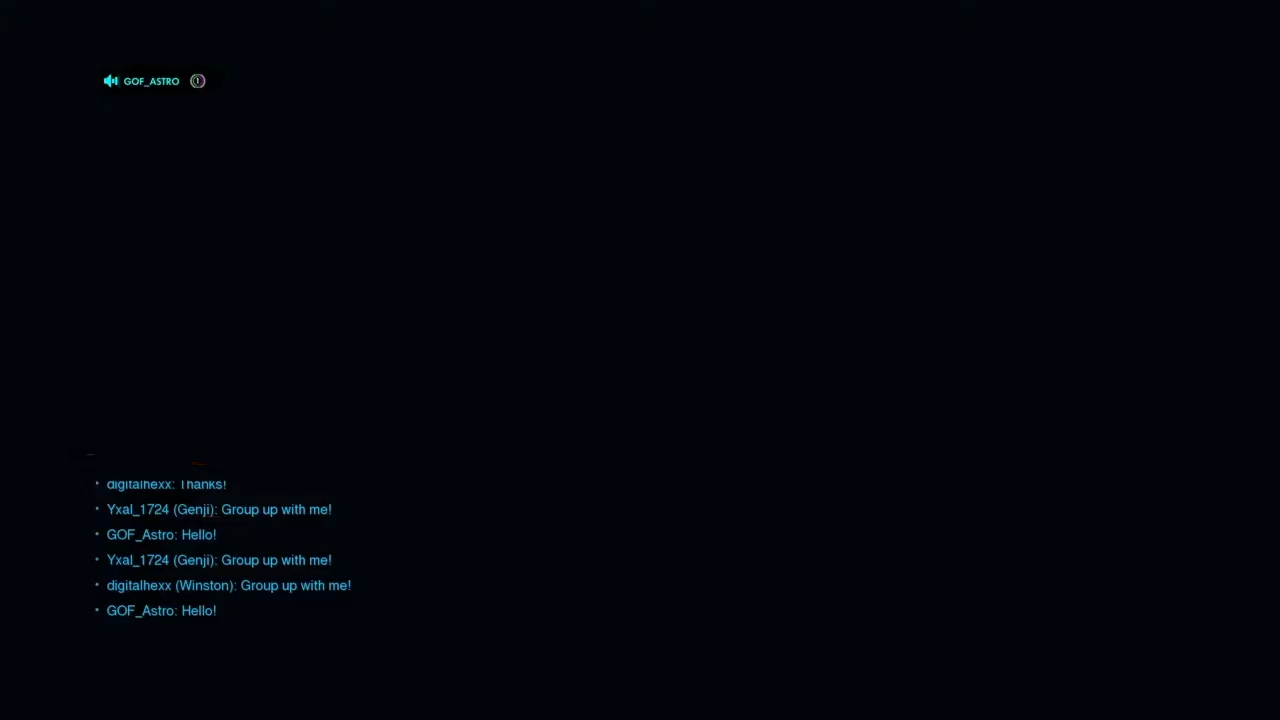 GOF_ASTRO
digitalhexx: Thanks!
Yxal_1724 (Genji): Group up with me!
GOF_Astro: Hello!
Yxal_1724 (Genji): Group up with me!
digitalhexx (Winston): Group up with me!
GOF_Astro: Hello!